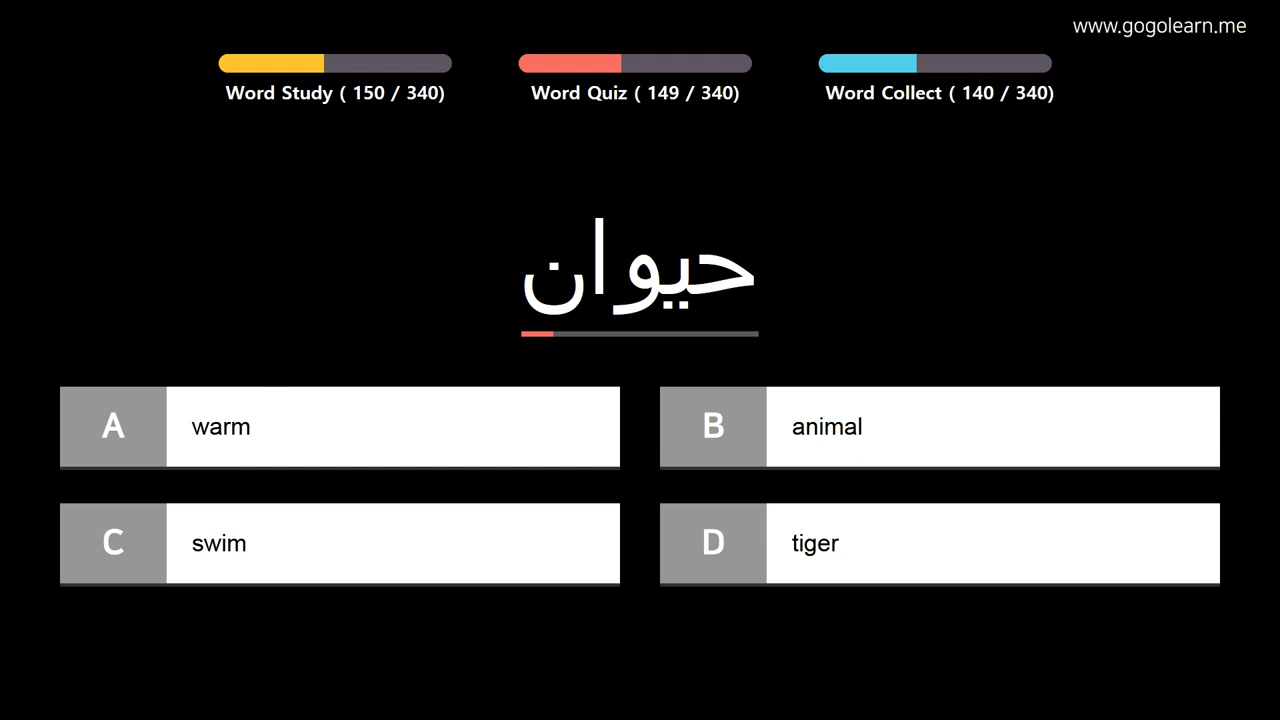 www.gogolearn.me
Word Study ( 150 / 340)
Word Quiz ( 149 / 340)
Word Collect ( 140 / 340)
حيوان
A warm
B animal
C swim
D tiger